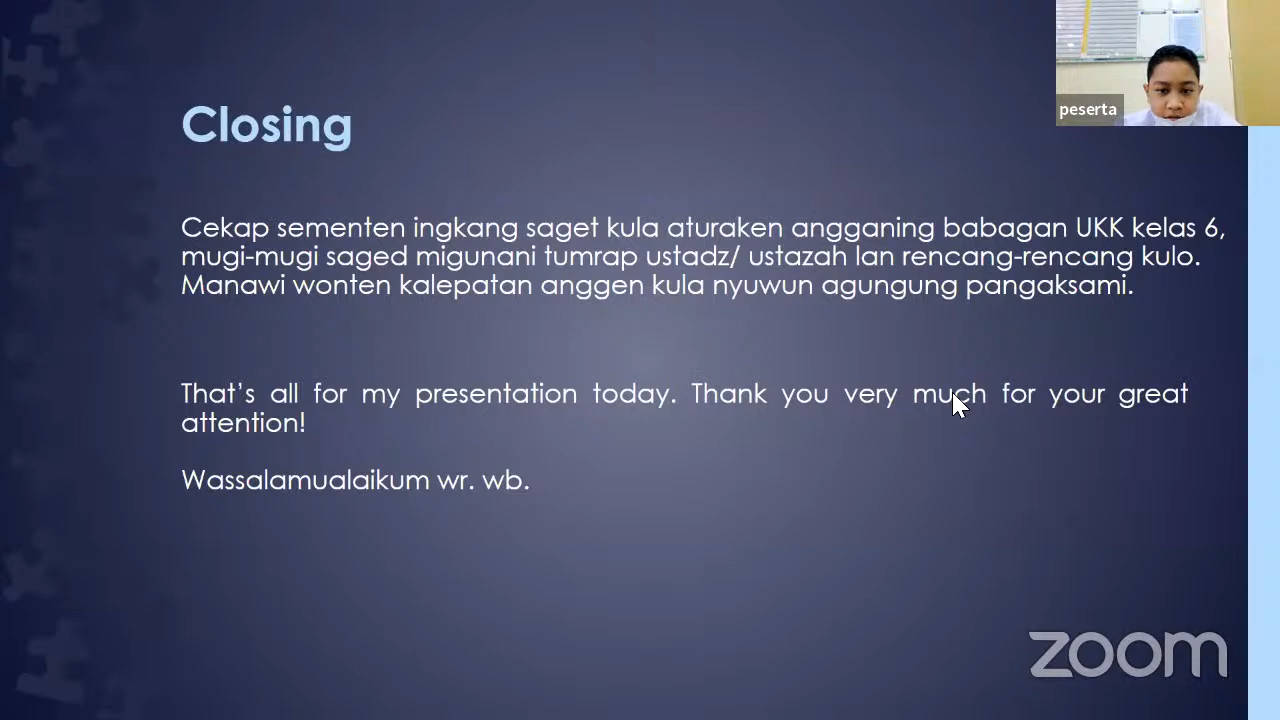 peserta
Closing
Cekap sementen ingkang saget kula aturaken angganing babagan UKK kelas 6,
mugi-mugi saged migunani tumrap ustadz/ ustazah lan rencang-rencang kulo.
Manawi wonten kalepatan anggen kula nyuwun agungung pangaksami.
That's all for my presentation today. Thank you very much for your great
attention!
Wassalamualaikum wr. wb.
zoom